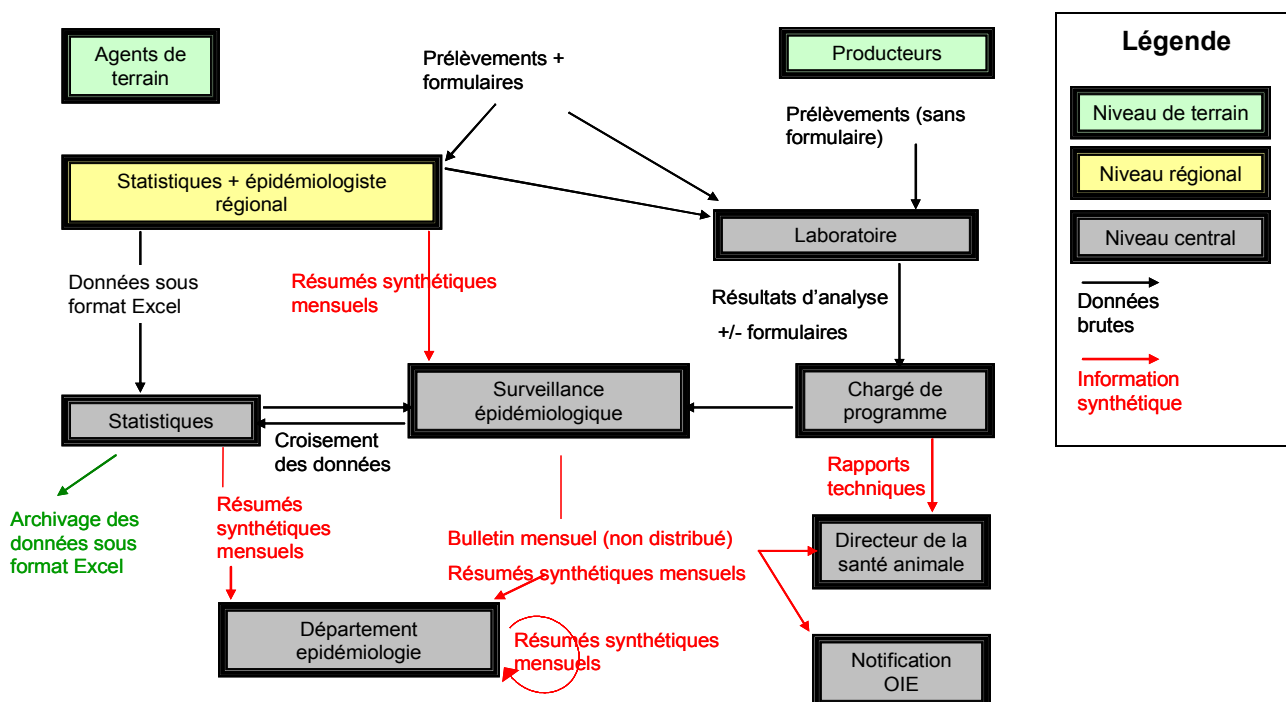 Agents de
terrain
Prélèvements +
formulaires
Producteurs
Prélèvements (sans
formulaire)
Statistiques + épidémiologiste
régional
Laboratoire
Données sous
format Excel
Résumés synthétiques
mensuels
Résultats d'analyse
+/- formulaires
Statistiques
Surveillance
épidémiologique
Chargé de
programme
Croisement
des données
Archivage des
données sous
format Excel
Résumés
synthétiques
mensuels
Bulletin mensuel (non distribué)
Résumés synthétiques mensuels
Rapports
techniques
Directeur de la
santé animale
Département
epidémiologie
Résumés synthétiques
mensuels
Notification
OIE
Légende
Niveau de terrain
Niveau régional
Niveau central
Données
brutes
Information
synthétique